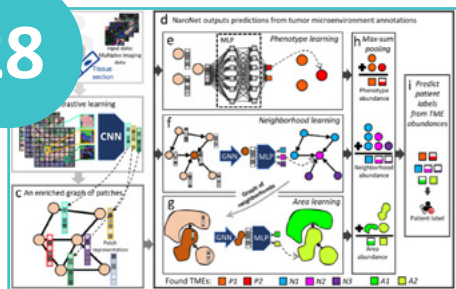 28
Input data:
Multiplex imaging
data
Tissue
section
rastive learning
CNN
c An enriched graph of patches
Patch
representation
d NaroNet outputs predictions from tumor microenvironment annotations
e
MLP
Phenotype learning
f
Neighborhood learning
GNN
MLP
Graph of
neighborhoods
g
Area learning
GNN
MLP
h Max-sum
pooling
Phenotype
abundance
Neighborhood
abundance
Area
abundance
i Predict
patient
labels
from TME
abundances
Patient label
Found TMEs: P1 P2 N1 N2 N3 A1 A2